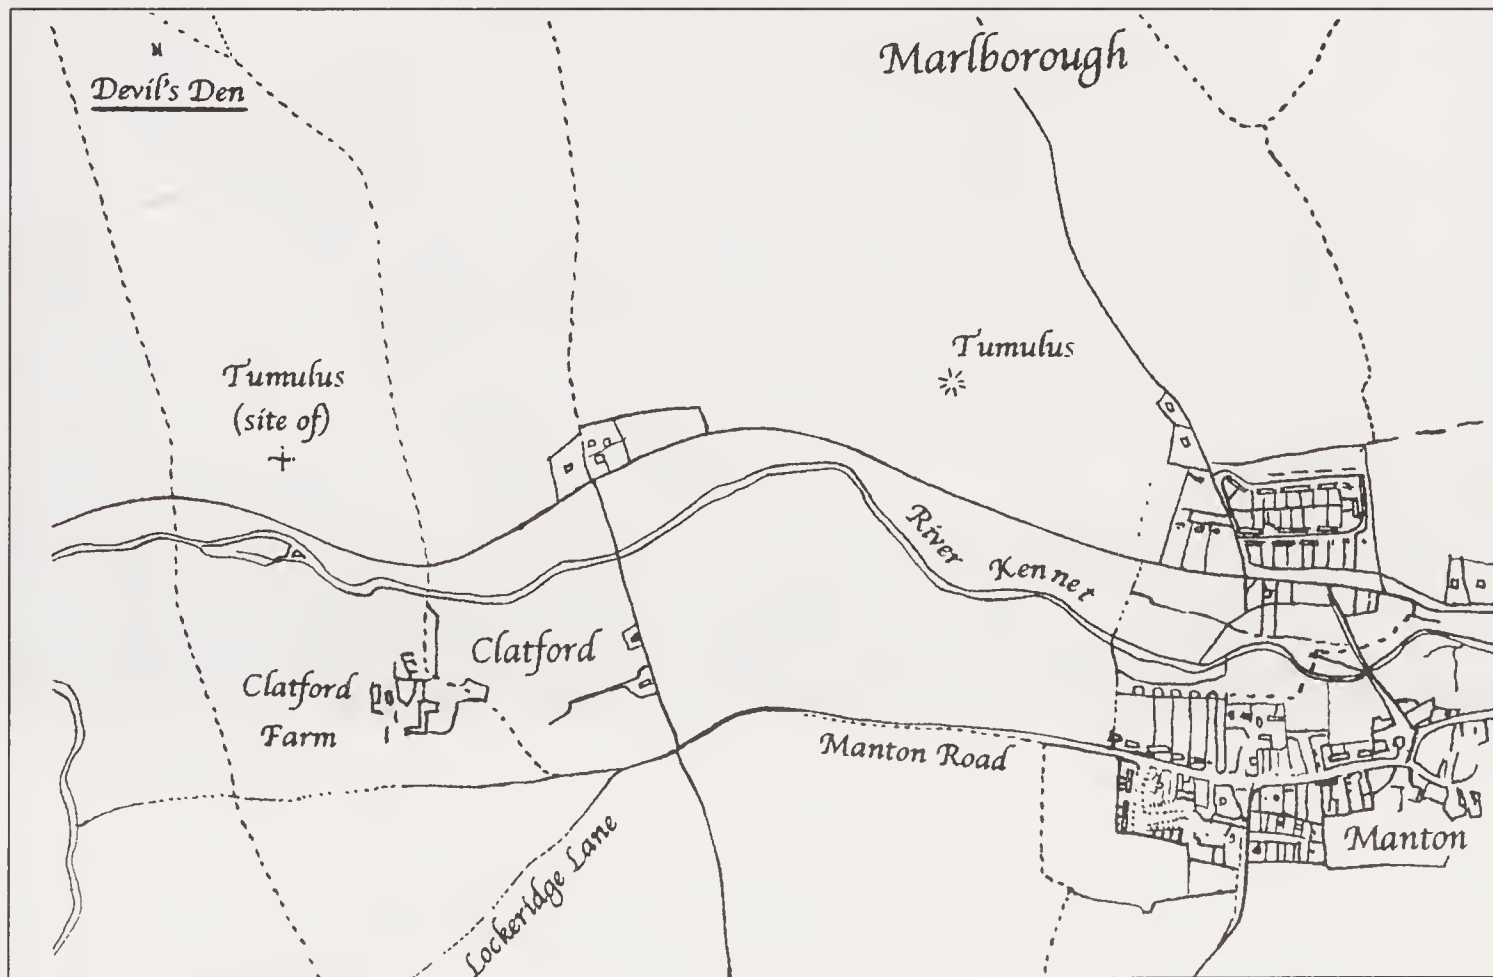 Marlborough
Devil's Den
Tumulus
Tumulus
(site of)
River Kennet
Clatford
Clatford
Farm
Manton Road
Manton
Lockeridge Lane